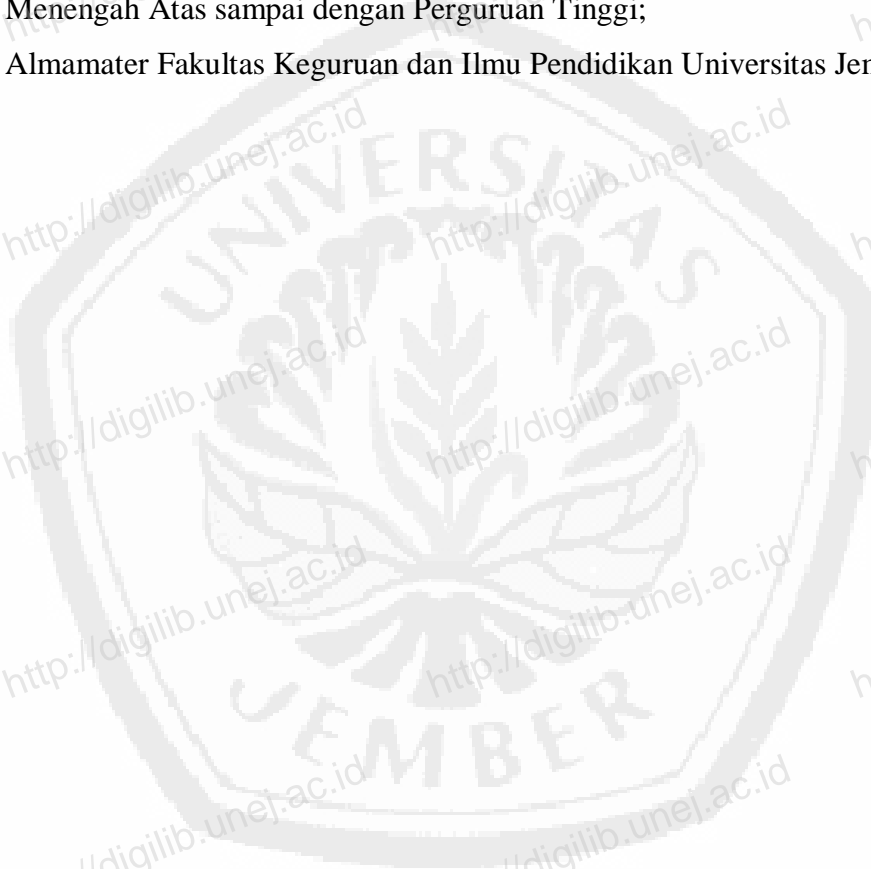 Menengah Atas sampai dengan Perguruan Tinggi;
Almamater Fakultas Keguruan dan Ilmu Pendidikan Universitas Jem
http://digilib.unej.ac.id
http://digilib.unej.ac.id
UNIVERSITAS
http://digilib.unej.ac.id
http://digilib.unej.ac.id
http://digilib.unej.ac.id
http://digilib.unej.ac.id
JEMBER
//digilib.unej.ac.id
//digilib.unej.ac.id